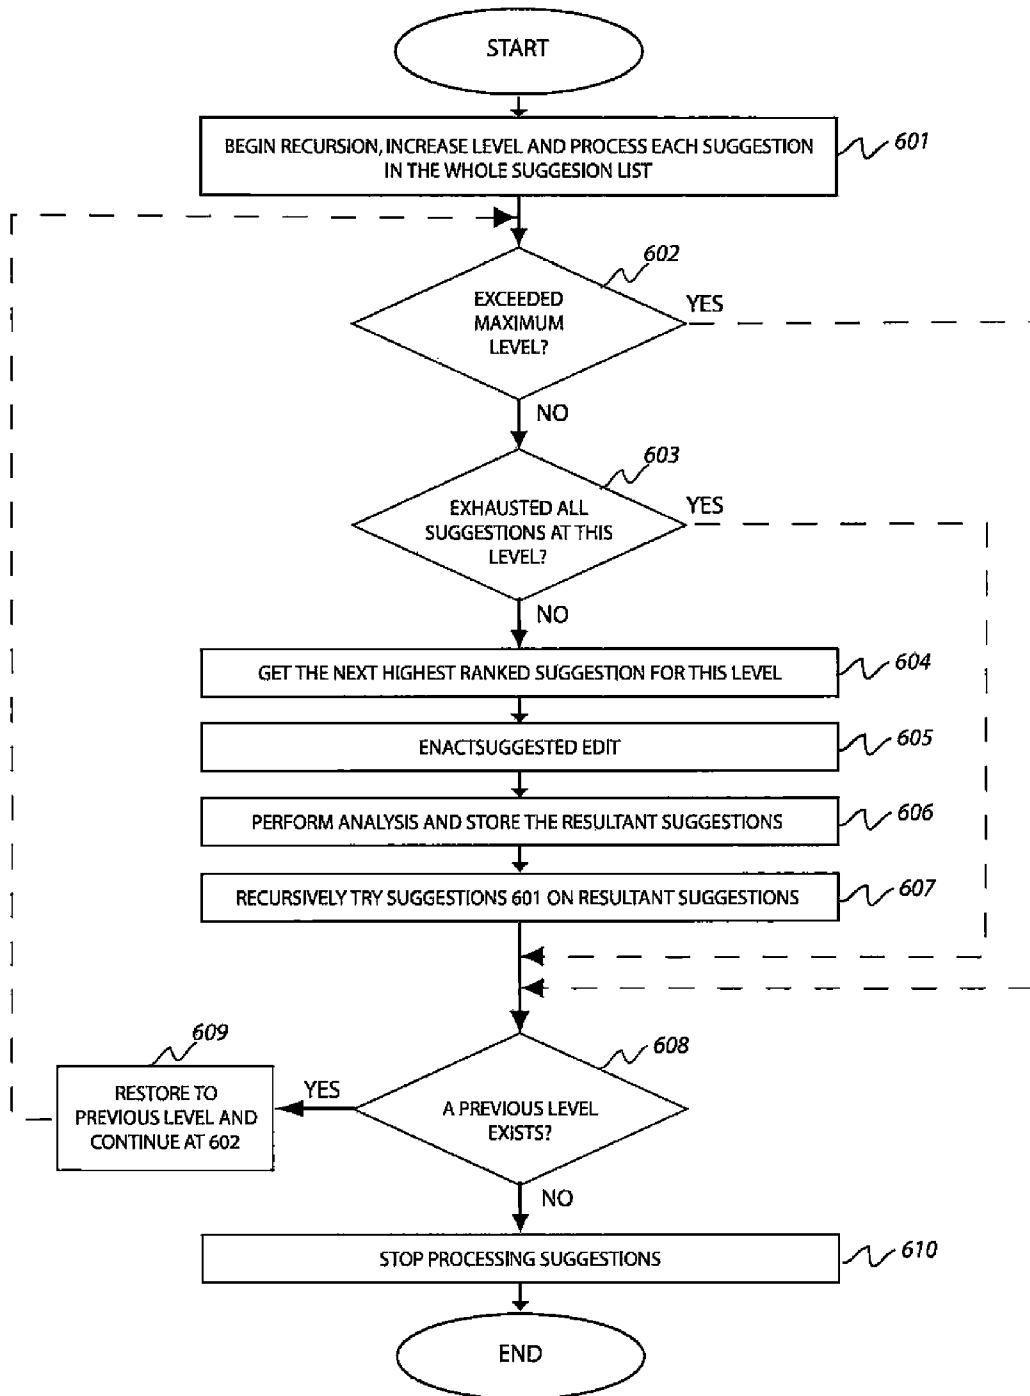 START
BEGIN RECURSION, INCREASE LEVEL AND PROCESS EACH SUGGESTION
IN THE WHOLE SUGGESION LIST
601
602
EXCEEDED
MAXIMUM
LEVEL?
YES
NO
603
EXHAUSTED ALL
SUGGESTIONS AT THIS
LEVEL?
YES
NO
GET THE NEXT HIGHEST RANKED SUGGESTION FOR THIS LEVEL
604
ENACTSUGGESTED EDIT
605
PERFORM ANALYSIS AND STORE THE RESULTANT SUGGESTIONS
606
RECURSIVELY TRY SUGGESTIONS 601 ON RESULTANT SUGGESTIONS
607
609
RESTORE TO
PREVIOUS LEVEL AND
CONTINUE AT 602
YES
608
A PREVIOUS LEVEL
EXISTS?
NO
STOP PROCESSING SUGGESTIONS
610
END